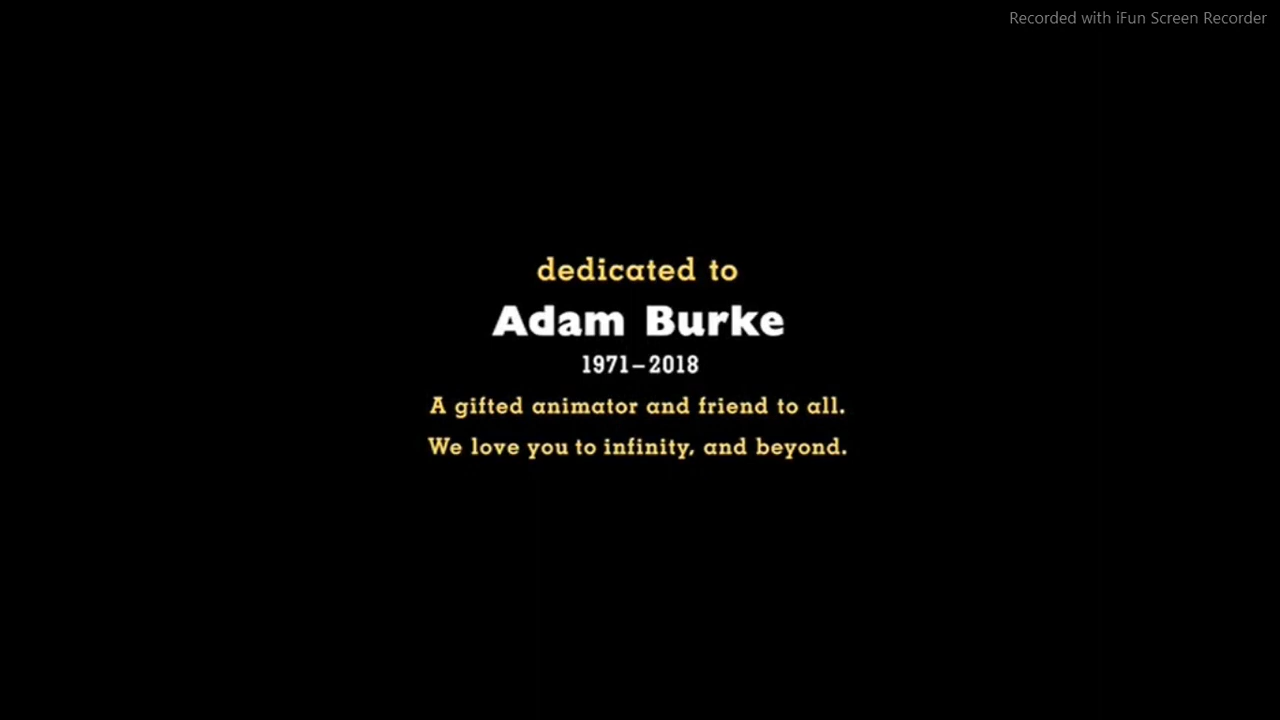 Recorded with iFun Screen Recorder
dedicated to
Adam Burke
1971–2018
A gifted animator and friend to all.
We love you to infinity, and beyond.